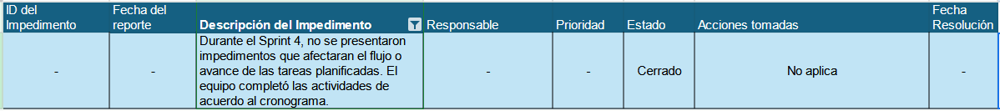 ID del Impedimento
Fecha del reporte
Descripción del Impedimento
Responsable
Prioridad
Estado
Acciones tomadas
Fecha Resolución
-
-
Durante el Sprint 4, no se presentaron
impedimentos que afectaran el flujo o
avance de las tareas planificadas. El
equipo completó las actividades de
acuerdo al cronograma.
-
-
Cerrado
No aplica
-